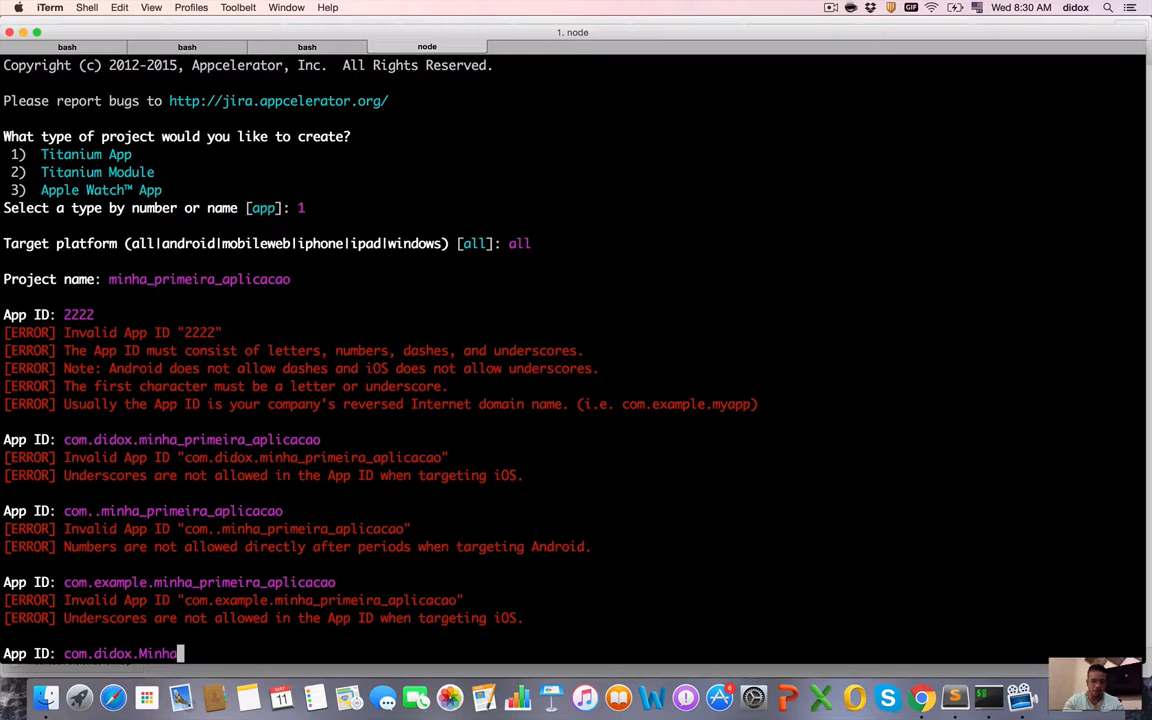 iTerm Shell Edit View Profiles Toolbelt Window Help GIF Wed 8:30 AM didox
1. node
bash bash bash node
Copyright (c) 2012-2015, Appcelerator, Inc. All Rights Reserved.
Please report bugs to http://jira.appcelerator.org/
What type of project would you like to create?
1) Titanium App
2) Titanium Module
3) Apple Watch™ App
Select a type by number or name [app]: 1
Target platform (all|android|mobileweb|iphone|ipad|windows) [all]: all
Project name: minha_primeira_aplicacao
App ID: 2222
[ERROR] Invalid App ID "2222"
[ERROR] The App ID must consist of letters, numbers, dashes, and underscores.
[ERROR] Note: Android does not allow dashes and iOS does not allow underscores.
[ERROR] The first character must be a letter or underscore.
[ERROR] Usually the App ID is your company's reversed Internet domain name. (i.e. com.example.myapp)
App ID: com.didox.minha_primeira_aplicacao
[ERROR] Invalid App ID "com.didox.minha_primeira_aplicacao"
[ERROR] Underscores are not allowed in the App ID when targeting iOS.
App ID: com..minha_primeira_aplicacao
[ERROR] Invalid App ID "com..minha_primeira_aplicacao"
[ERROR] Numbers are not allowed directly after periods when targeting Android.
App ID: com.example.minha_primeira_aplicacao
[ERROR] Invalid App ID "com.example.minha_primeira_aplicacao"
[ERROR] Underscores are not allowed in the App ID when targeting iOS.
App ID: com.didox.Minha